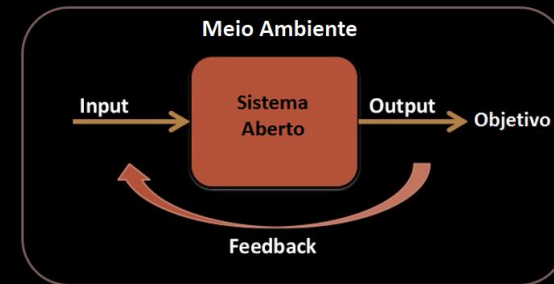 Meio Ambiente
Input
Sistema
Aberto
Output
Objetivo
Feedback